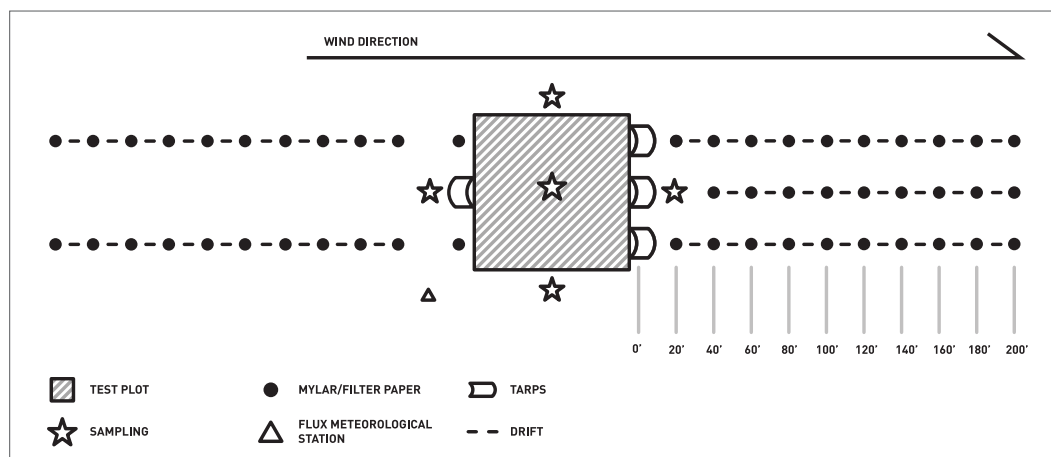 WIND DIRECTION
0’ 20’ 40’ 60’ 80’ 100’ 120’ 140’ 160’ 180’ 200’
TEST PLOT
MYLAR/FILTER PAPER
TARPS
SAMPLING
FLUX METEOROLOGICAL
STATION
DRIFT